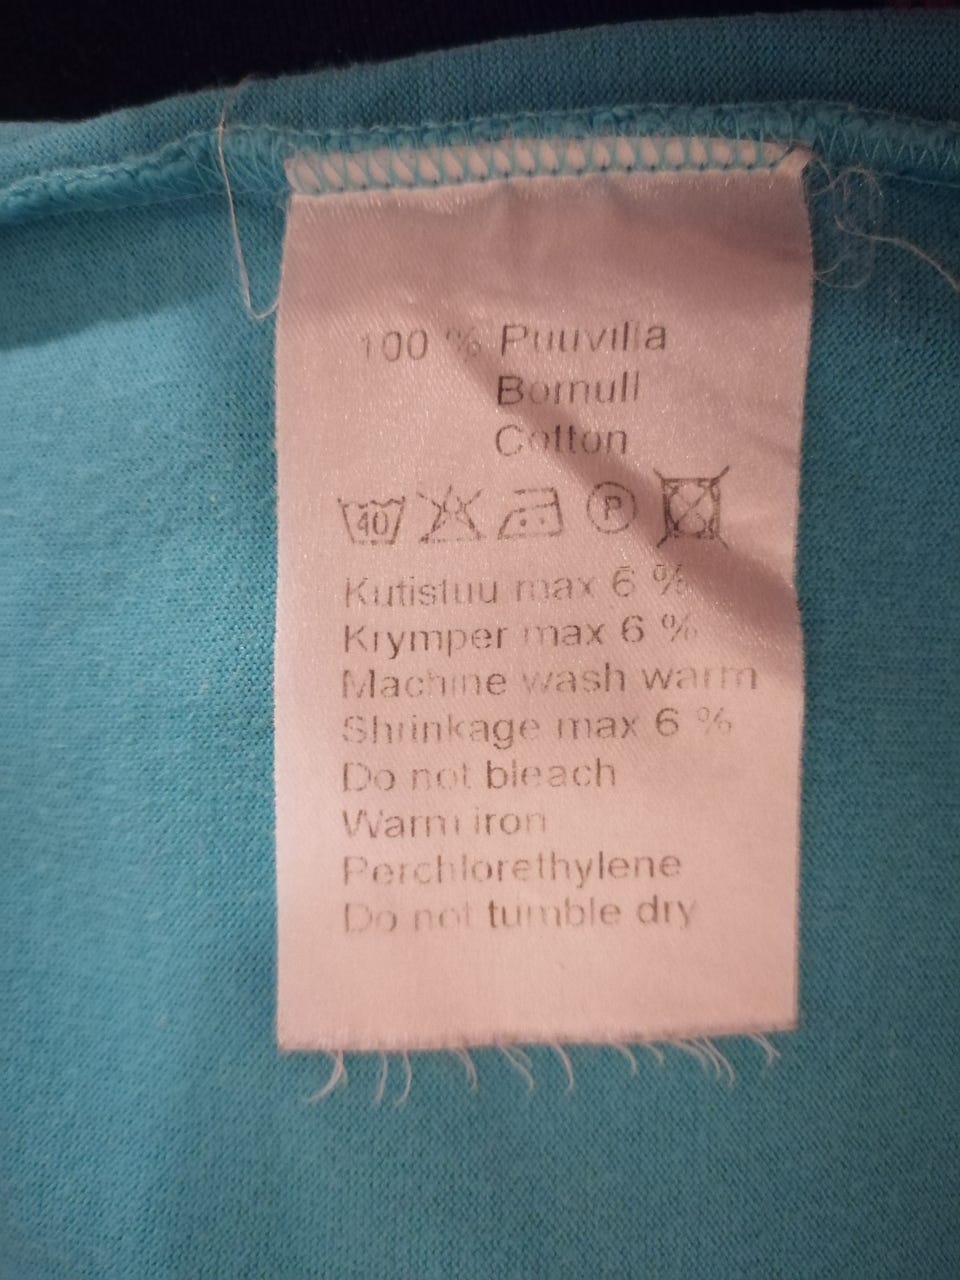 100 % Puuvilla
Bomull
Cotton
40 P
Kutistuu max 6 %
Krymper max 6 %
Machine wash warm
Shrinkage max 6 %
Do not bleach
Warm iron
Perchlorethylene
Do not tumble dry